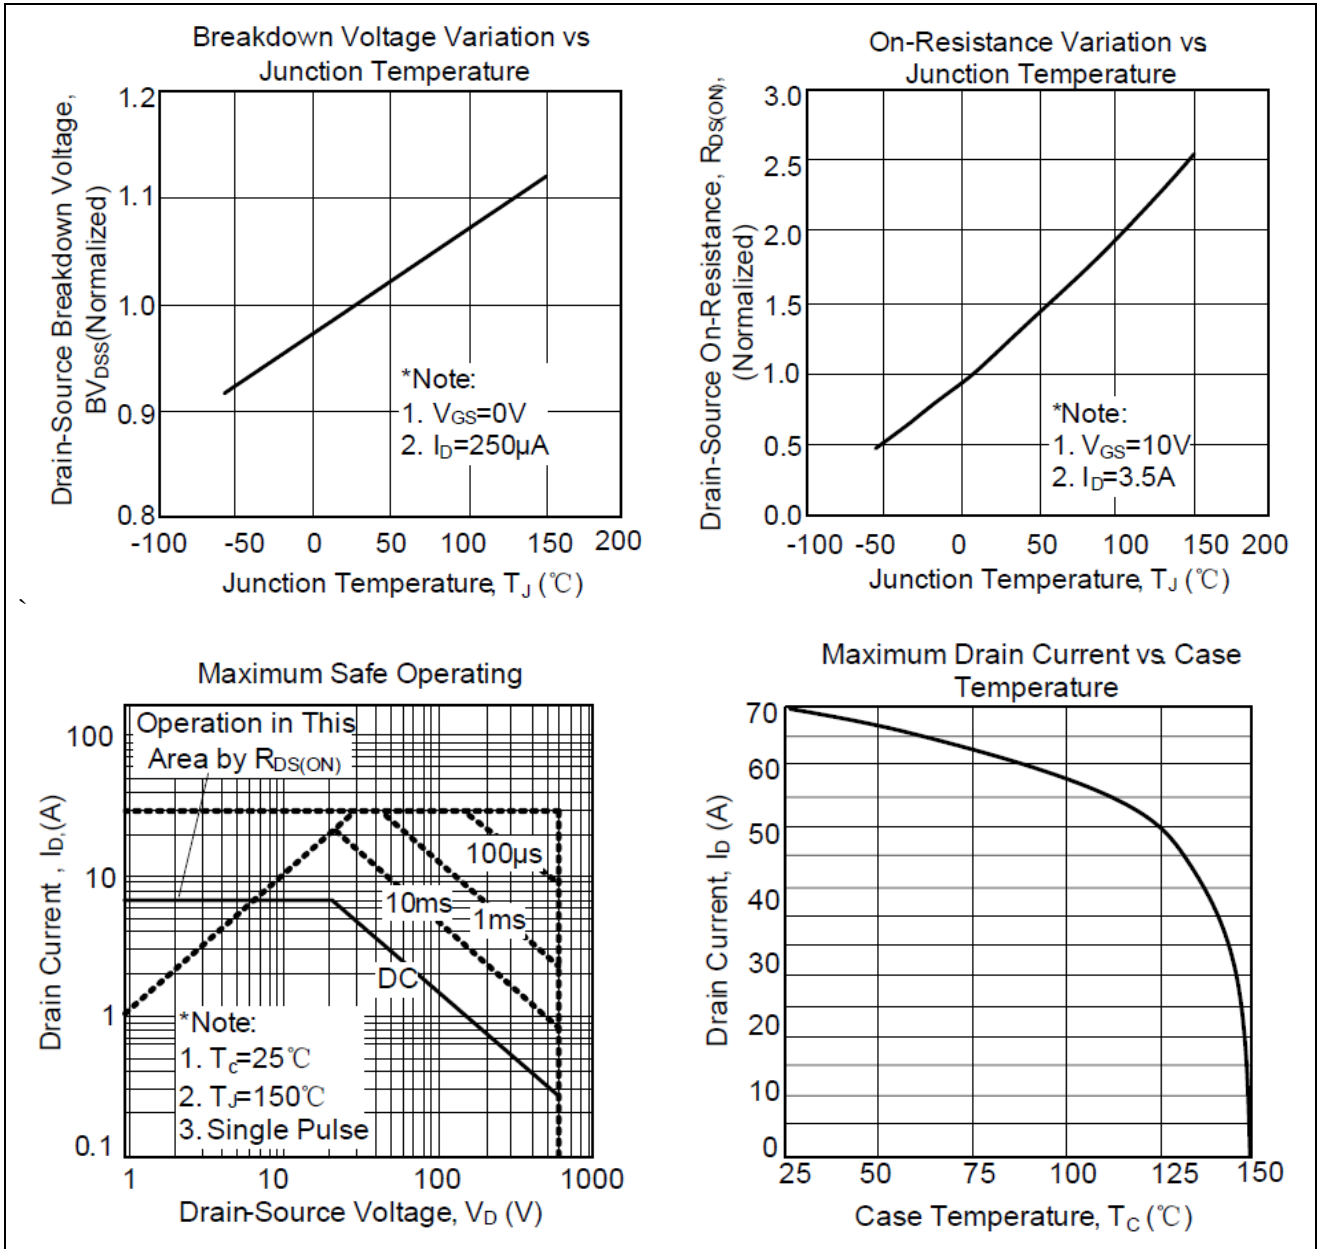 Breakdown Voltage Variation vs
Junction Temperature
Drain-Source Breakdown Voltage,
BVDSS(Normalized)
1.2
1.1
1.0
0.9
0.8
*Note:
1. VGS=0V
2. ID=250µA
-100 -50 0 50 100 150 200
Junction Temperature, TJ (℃)
On-Resistance Variation vs
Junction Temperature
Drain-Source On-Resistance, RDS(ON),
(Normalized)
3.0
2.5
2.0
1.5
1.0
0.5
0.0
*Note:
1. VGS=10V
2. ID=3.5A
-100 -50 0 50 100 150 200
Junction Temperature, TJ (℃)
`
Maximum Safe Operating
Drain Current , ID,(A)
100
10
1
0.1
Operation in This
Area by RDS(ON)
100µs
10ms
1ms
DC
*Note:
1. Tc=25℃
2. TJ=150℃
3. Single Pulse
1 10 100 1000
Drain-Source Voltage, VD (V)
Maximum Drain Current vs. Case
Temperature
Drain Current, ID (A)
70
60
50
40
30
20
10
0
25 50 75 100 125 150
Case Temperature, TC (℃)